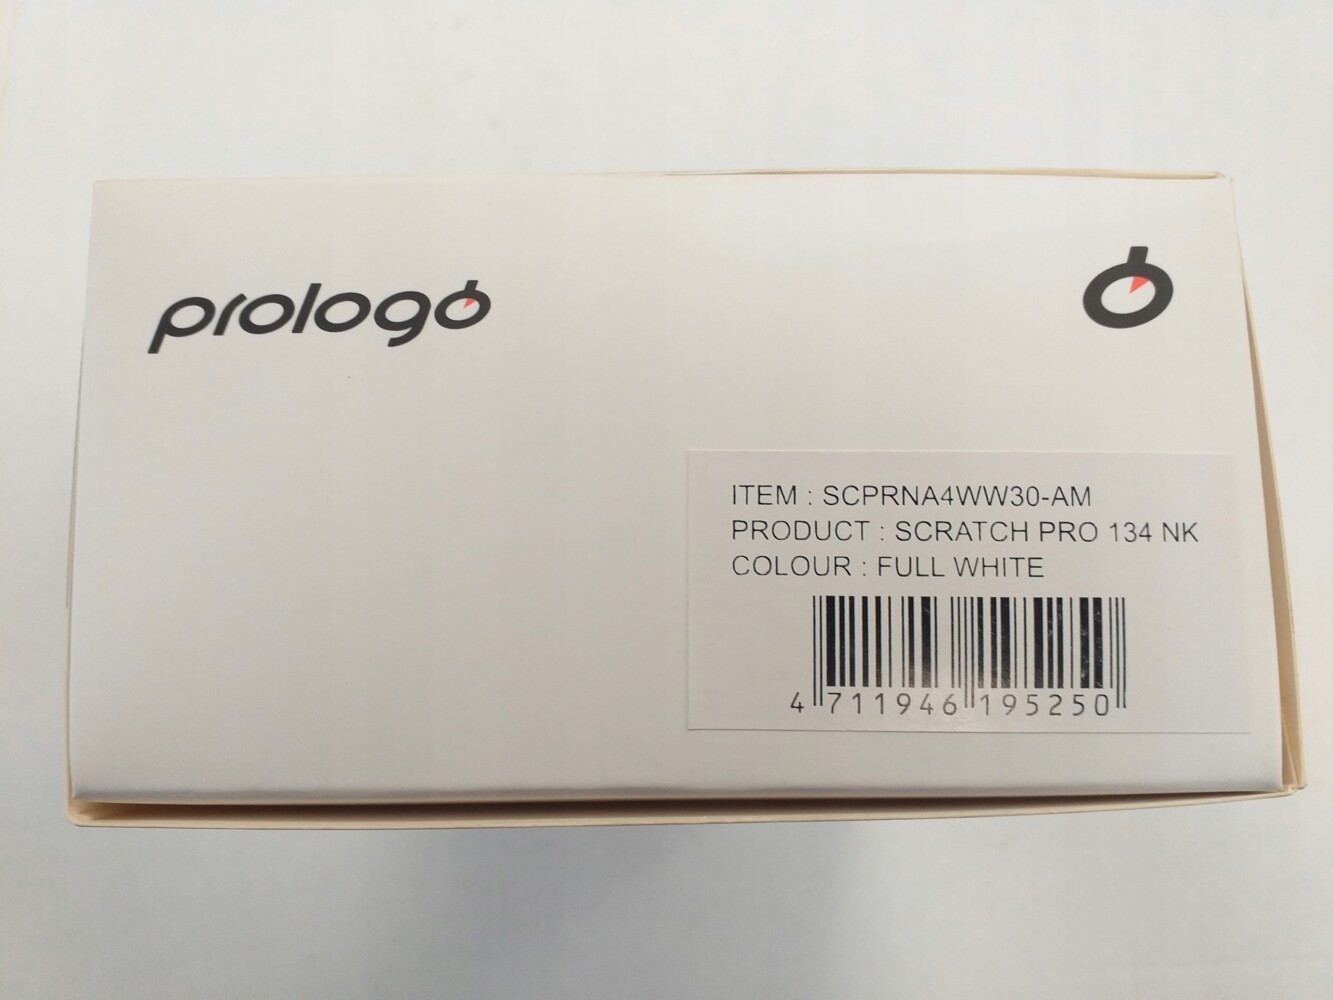 prologo
ITEM : SCPRNA4WW30-AM
PRODUCT : SCRATCH PRO 134 NK
COLOUR : FULL WHITE
4 711946 195250